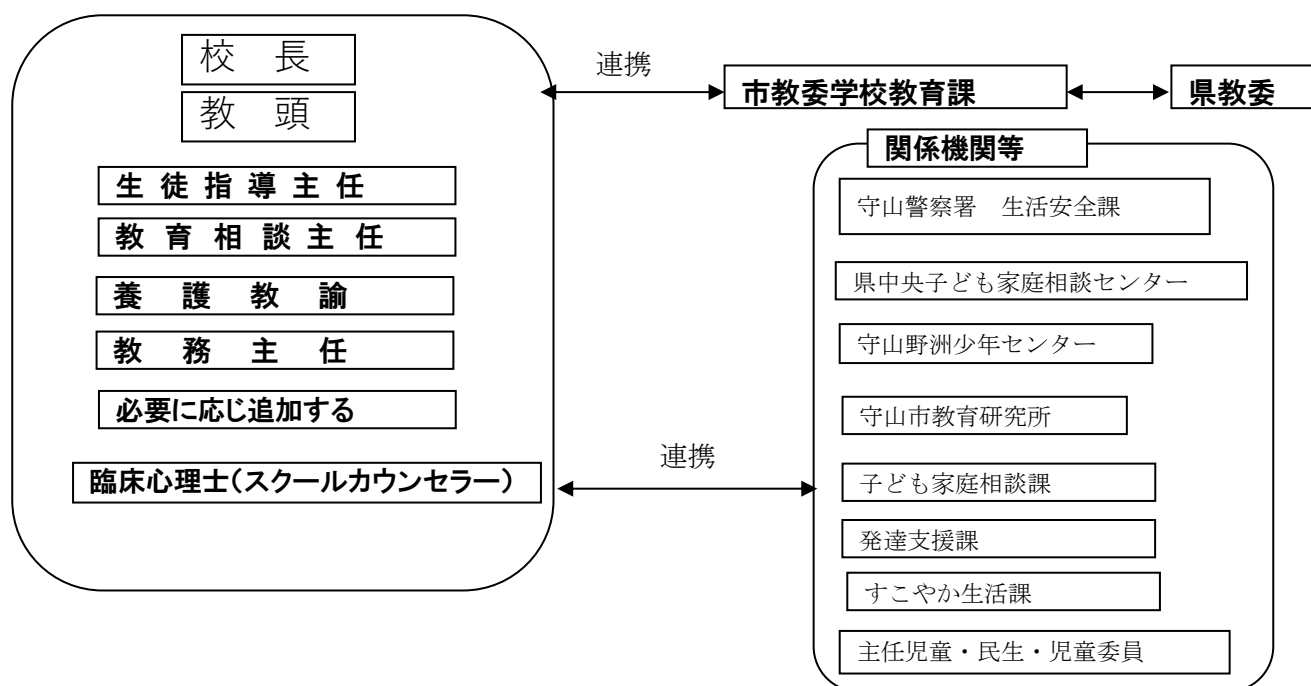 校　長
教　頭
生 徒 指 導 主 任
教 育 相 談 主 任
養　護　教　諭
教　務　主　任
必要に応じ追加する
臨床心理士（スクールカウンセラー）
連携
市教委学校教育課
県教委
連携
関係機関等
守山警察署　生活安全課
県中央子ども家庭相談センター
守山野洲少年センター
守山市教育研究所
子ども家庭相談課
発達支援課
すこやか生活課
主任児童・民生・児童委員